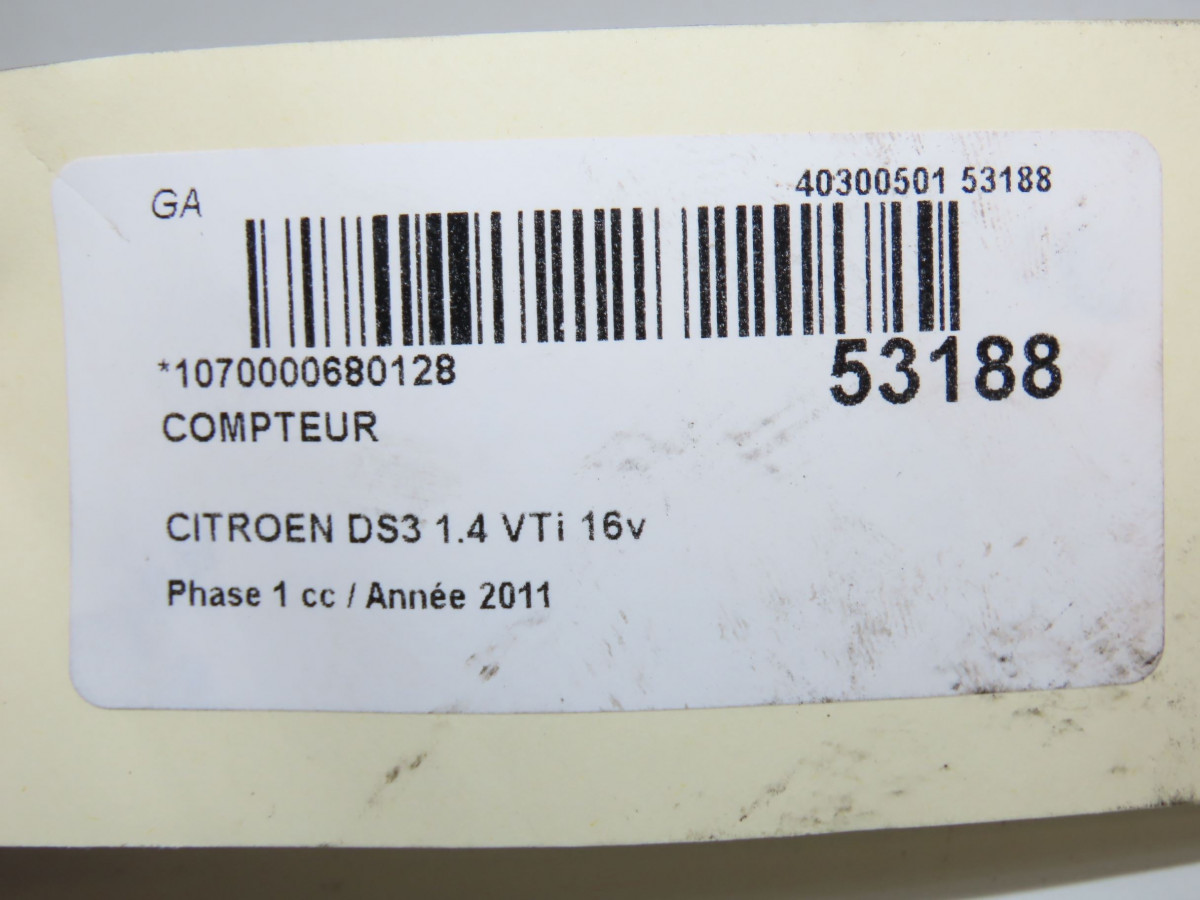 GA
40300501 53188
*1070000680128
53188
COMPTEUR
CITROEN DS3 1.4 VTi 16v
Phase 1 cc / Année 2011